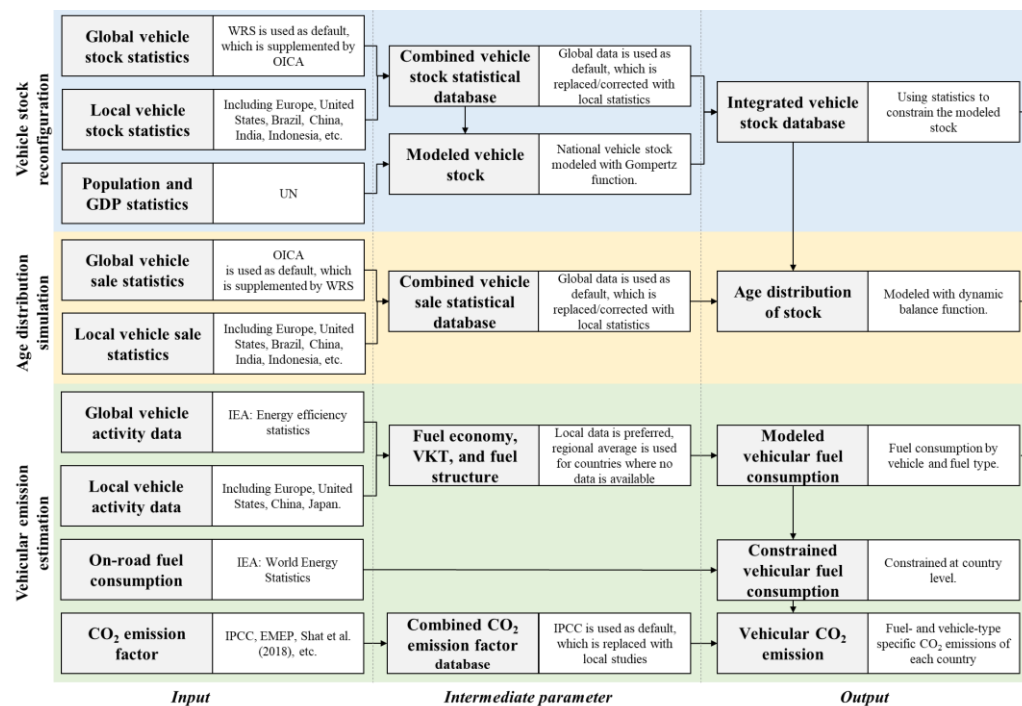 Vehicle stock
reconfiguration
Global vehicle
stock statistics
WRS is used as default,
which is supplemented by
OICA
Local vehicle
stock statistics
Including Europe, United
States, Brazil, China,
India, Indonesia, etc.
Population and
GDP statistics
UN
Combined vehicle
stock statistical
database
Global data is used as
default, which is
replaced/corrected with
local statistics
Modeled vehicle
stock
National vehicle stock
modeled with Gompertz
function.
Integrated vehicle
stock database
Using statistics to
constrain the modeled
stock
Age distribution
simulation
Global vehicle
sale statistics
OICA
is used as default, which
is supplemented by WRS
Local vehicle sale
statistics
Including Europe, United
States, Brazil, China,
India, Indonesia, etc.
Combined vehicle
sale statistical
database
Global data is used as
default, which is
replaced/corrected with
local statistics
Age distribution
of stock
Modeled with dynamic
balance function.
Vehicular emission
estimation
Global vehicle
activity data
IEA: Energy efficiency
statistics
Local vehicle
activity data
Including Europe, United
States, China, Japan.
Fuel economy,
VKT, and fuel
structure
Local data is preferred,
regional average is used
for countries where no
data is available
Modeled
vehicular fuel
consumption
Fuel consumption by
vehicle and fuel type.
On-road fuel
consumption
IEA: World Energy
Statistics
Constrained
vehicular fuel
consumption
Constrained at country
level.
CO₂ emission
factor
IPCC, EMEP, Shat et al.
(2018), etc.
Combined CO₂
emission factor
database
IPCC is used as default,
which is replaced with
local studies
Vehicular CO₂
emission
Fuel- and vehicle-type
specific CO₂ emissions of
each country
Input
Intermediate parameter
Output